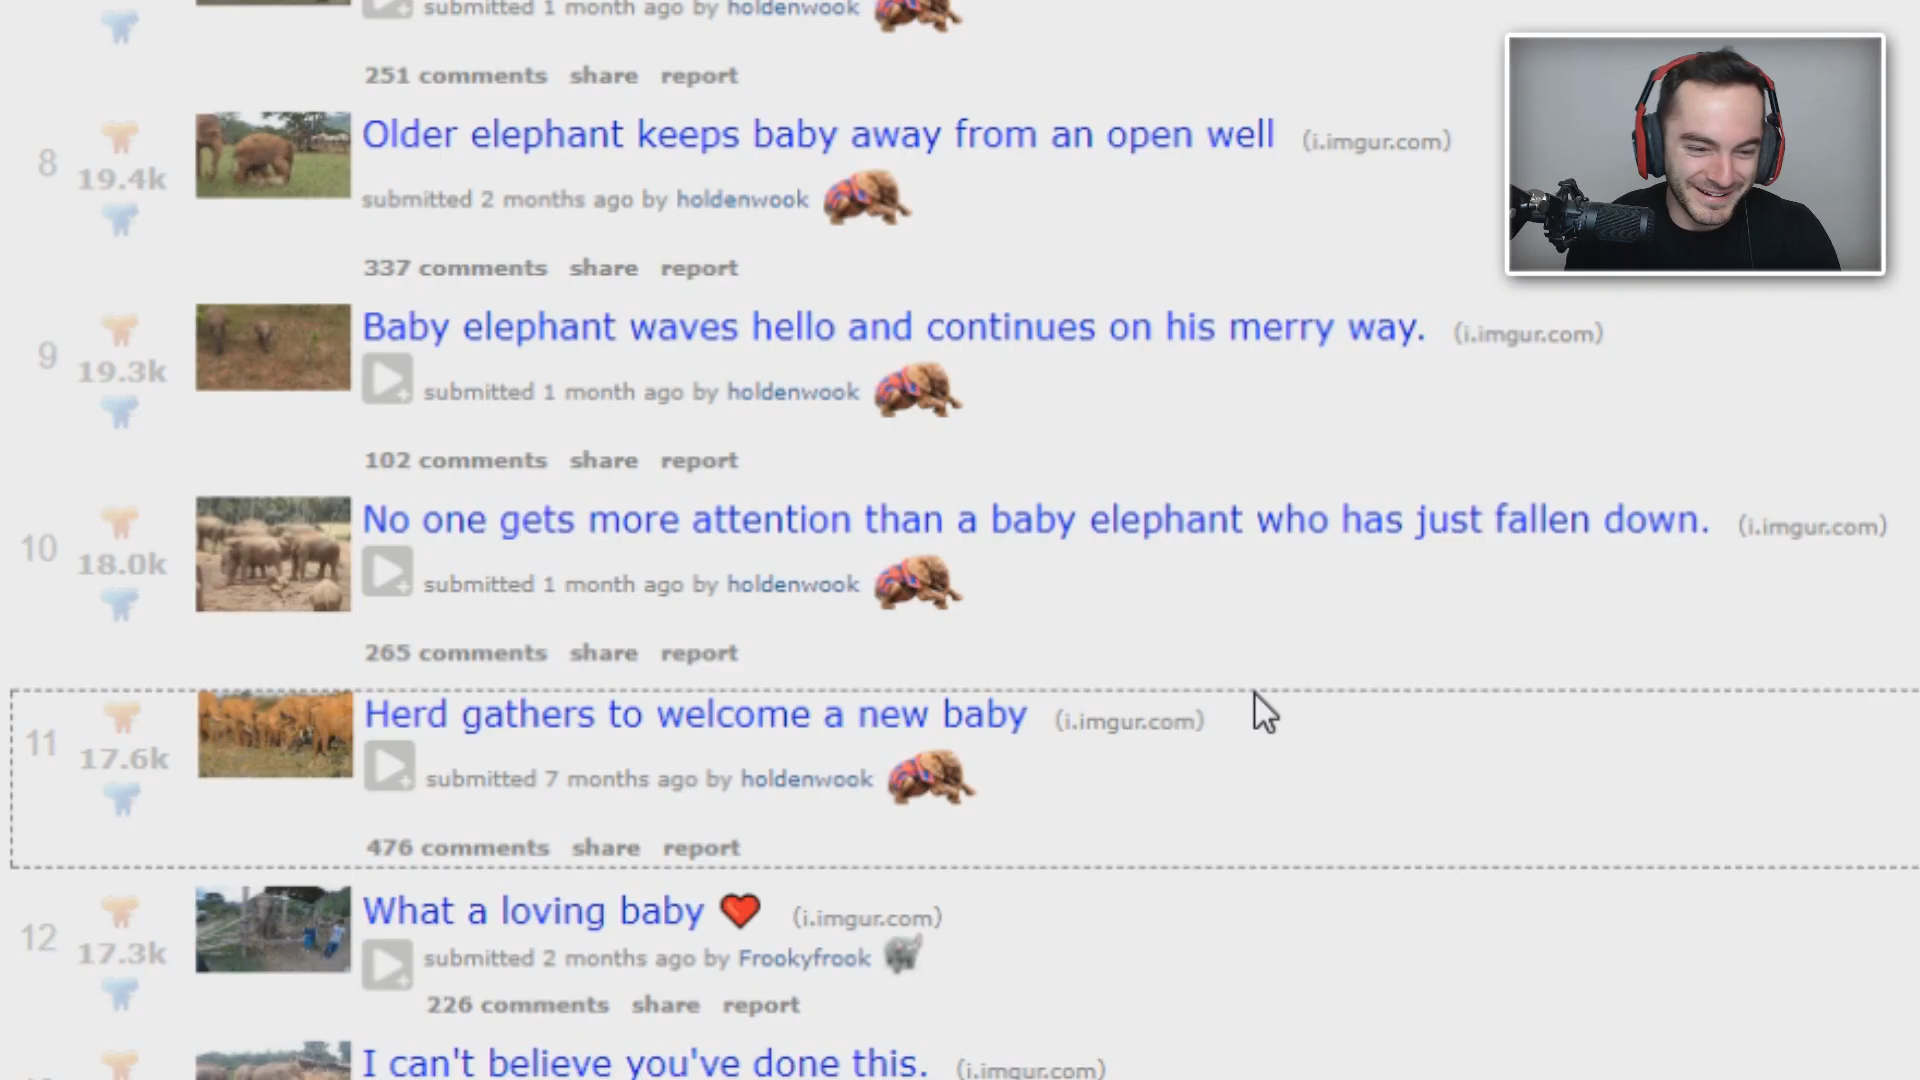 submitted 1 month ago by holdenwook
251 comments share report
8
19.4k
Older elephant keeps baby away from an open well (i.imgur.com)
submitted 2 months ago by holdenwook
337 comments share report
9
19.3k
Baby elephant waves hello and continues on his merry way. (i.imgur.com)
submitted 1 month ago by holdenwook
102 comments share report
10
18.0k
No one gets more attention than a baby elephant who has just fallen down. (i.imgur.com)
submitted 1 month ago by holdenwook
265 comments share report
11
17.6k
Herd gathers to welcome a new baby (i.imgur.com)
submitted 7 months ago by holdenwook
476 comments share report
12
17.3k
What a loving baby ❤ (i.imgur.com)
submitted 2 months ago by Frookyfrook
226 comments share report
I can't believe you've done this. (i.imgur.com)